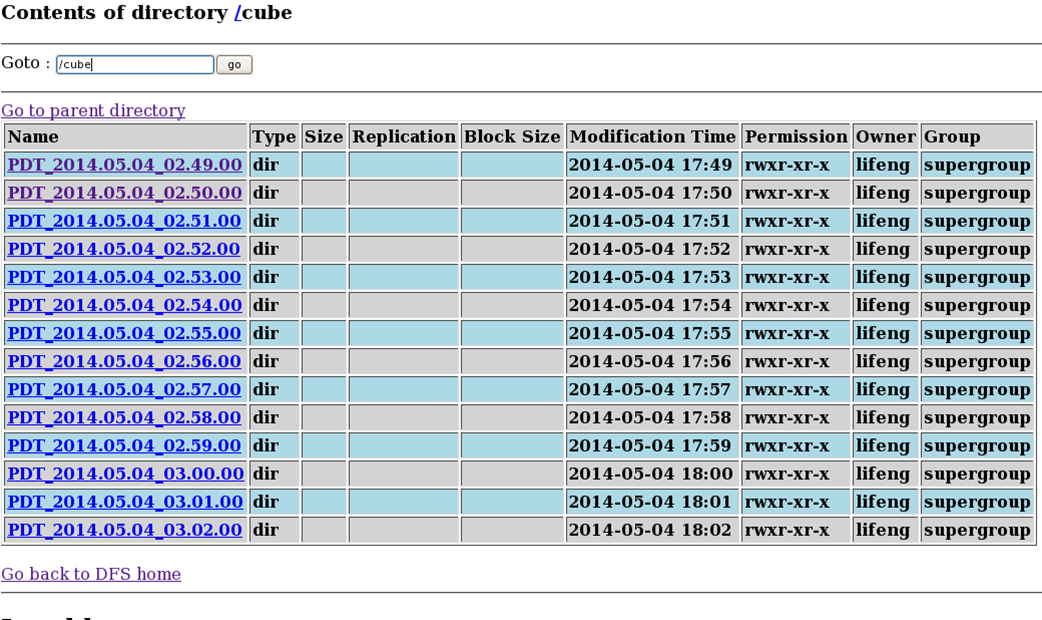 Contents of directory /cube
Goto : /cube go
Go to parent directory
Name Type Size Replication Block Size Modification Time Permission Owner Group
PDT_2014.05.04_02.49.00 dir 2014-05-04 17:49 rwxr-xr-x lifeng supergroup
PDT_2014.05.04_02.50.00 dir 2014-05-04 17:50 rwxr-xr-x lifeng supergroup
PDT_2014.05.04_02.51.00 dir 2014-05-04 17:51 rwxr-xr-x lifeng supergroup
PDT_2014.05.04_02.52.00 dir 2014-05-04 17:52 rwxr-xr-x lifeng supergroup
PDT_2014.05.04_02.53.00 dir 2014-05-04 17:53 rwxr-xr-x lifeng supergroup
PDT_2014.05.04_02.54.00 dir 2014-05-04 17:54 rwxr-xr-x lifeng supergroup
PDT_2014.05.04_02.55.00 dir 2014-05-04 17:55 rwxr-xr-x lifeng supergroup
PDT_2014.05.04_02.56.00 dir 2014-05-04 17:56 rwxr-xr-x lifeng supergroup
PDT_2014.05.04_02.57.00 dir 2014-05-04 17:57 rwxr-xr-x lifeng supergroup
PDT_2014.05.04_02.58.00 dir 2014-05-04 17:58 rwxr-xr-x lifeng supergroup
PDT_2014.05.04_02.59.00 dir 2014-05-04 17:59 rwxr-xr-x lifeng supergroup
PDT_2014.05.04_03.00.00 dir 2014-05-04 18:00 rwxr-xr-x lifeng supergroup
PDT_2014.05.04_03.01.00 dir 2014-05-04 18:01 rwxr-xr-x lifeng supergroup
PDT_2014.05.04_03.02.00 dir 2014-05-04 18:02 rwxr-xr-x lifeng supergroup
Go back to DFS home